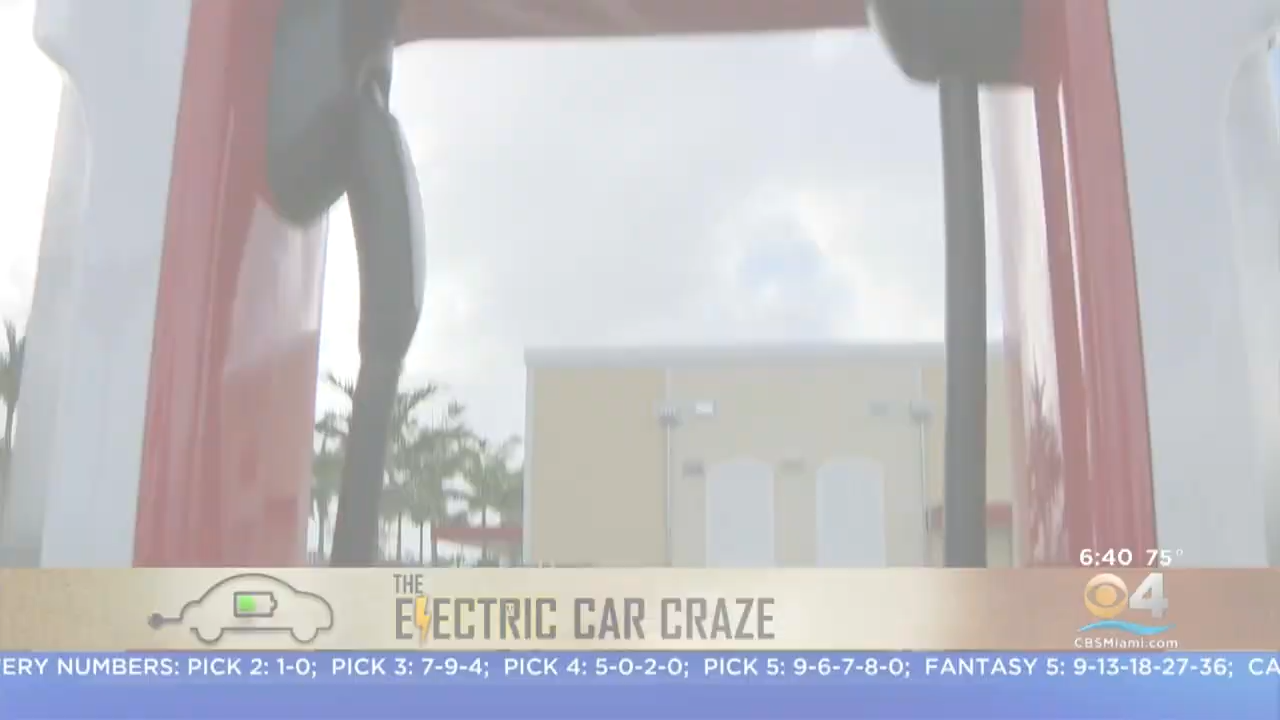 6:40 75°
THE
ELECTRIC CAR CRAZE
4
CBSMiami.com
ERY NUMBERS: PICK 2: 1-0; PICK 3: 7-9-4; PICK 4: 5-0-2-0; PICK 5: 9-6-7-8-0; FANTASY 5: 9-13-18-27-36; CA